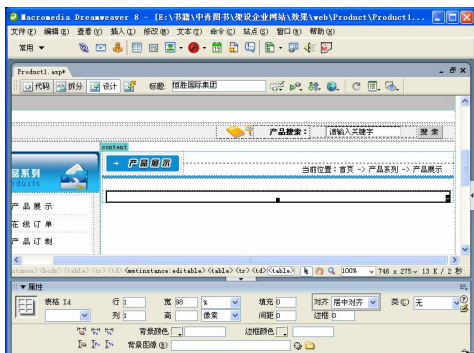 Macromedia Dreamweaver 8 - [E:\书籍\中青图书\架设企业网站\效果\web\Product\Product1...
文件(F) 编辑(E) 查看(V) 插入(I) 修改(M) 文本(T) 命令(C) 站点(S) 窗口(W) 帮助(H)
常用
Product1.asp*
代码 拆分 设计 标题: 恒胜国际集团
产品搜索: 请输入关键字 搜 索
content
产品展示
品系列
ducts
当前位置:首页 -> 产品系列 -> 产品展示
产 品 展 示
在 线 订 单
产 品 订 制
<body> <table> <tr> <td> <mmtinstance:editable> <table> <tr> <td> <table> 100% 746 x 275 13 K / 2 秒
属性
表格 Id 行 1 宽 98 % 填充 0 对齐 居中对齐 类(C) 无
列 1 高 像素 间距 0 边框 0
背景颜色 边框颜色
背景图像(B)